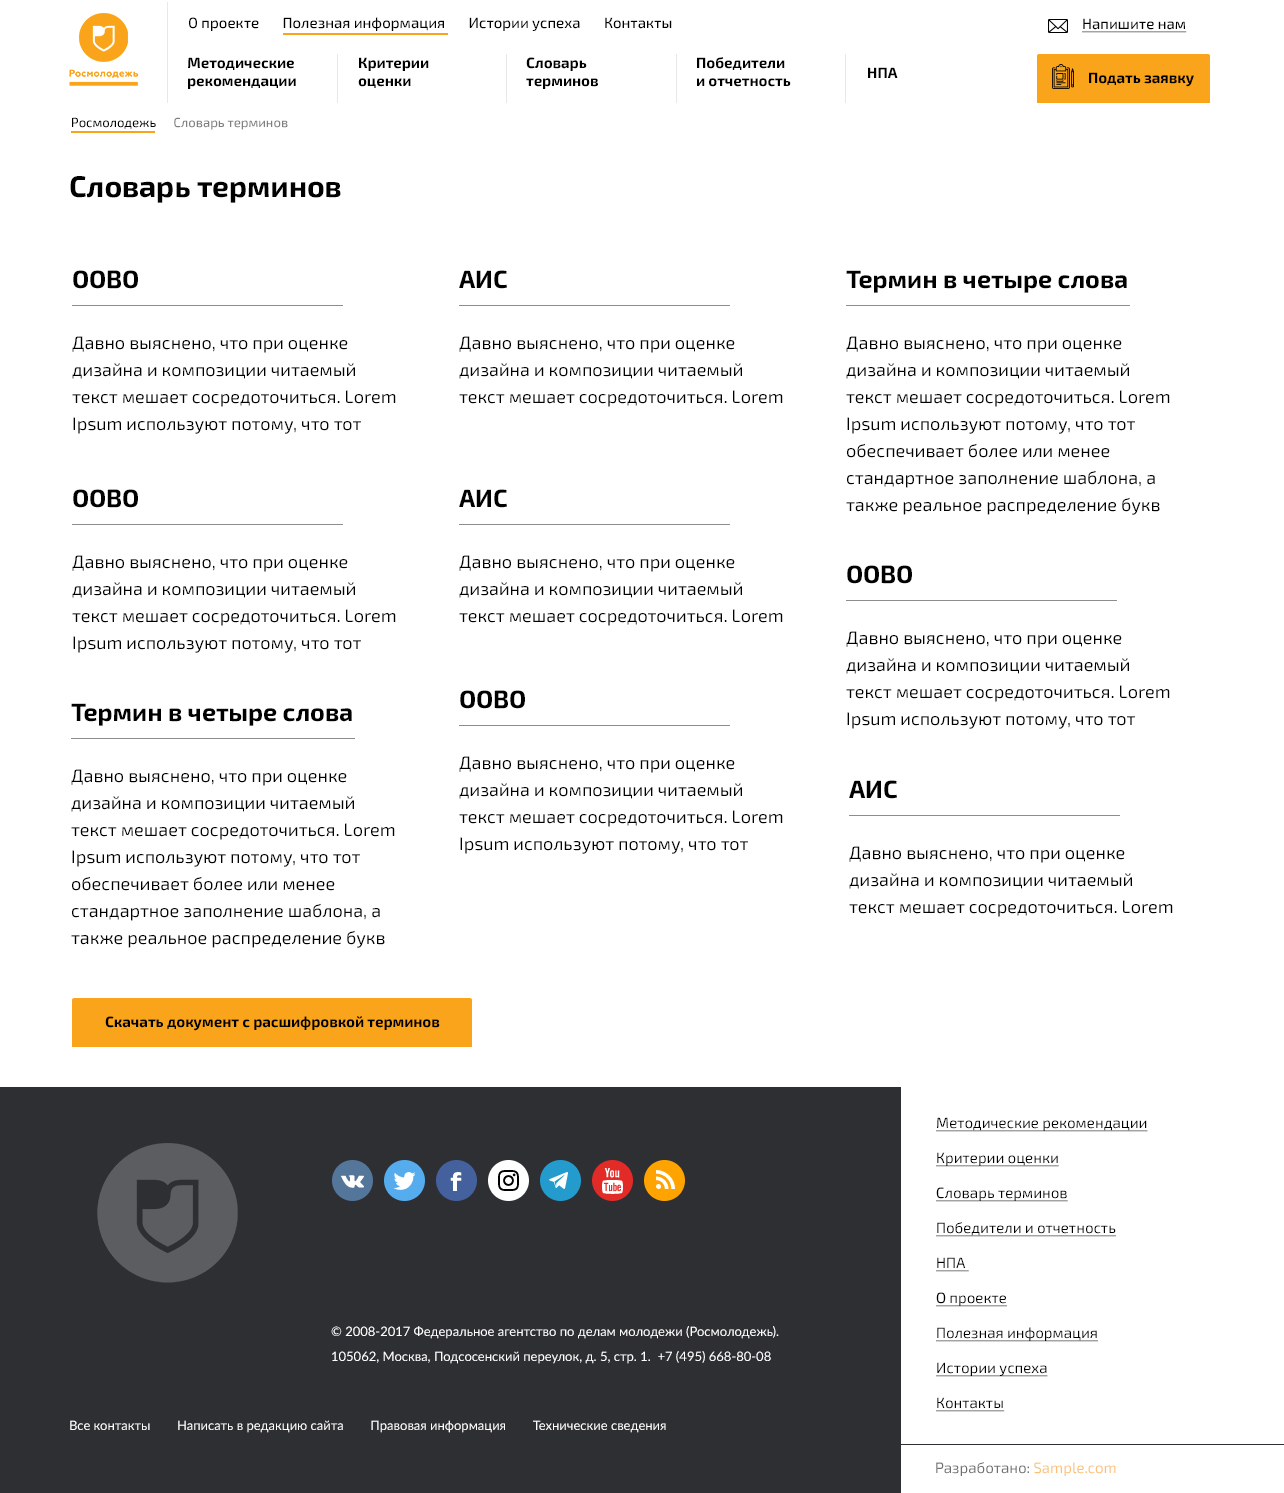 О проекте
Полезная информация
Истории успеха
Контакты
Напишите нам
Росмолодежь
Методические
рекомендации
Критерии
оценки
Словарь
терминов
Победители
и отчетность
НПА
Подать заявку
Росмолодежь
Словарь терминов
Словарь терминов
ООВО
Давно выяснено, что при оценке
дизайна и композиции читаемый
текст мешает сосредоточиться. Lorem
Ipsum используют потому, что тот
ООВО
Давно выяснено, что при оценке
дизайна и композиции читаемый
текст мешает сосредоточиться. Lorem
Ipsum используют потому, что тот
Термин в четыре слова
Давно выяснено, что при оценке
дизайна и композиции читаемый
текст мешает сосредоточиться. Lorem
Ipsum используют потому, что тот
обеспечивает более или менее
стандартное заполнение шаблона, а
также реальное распределение букв
АИС
Давно выяснено, что при оценке
дизайна и композиции читаемый
текст мешает сосредоточиться. Lorem
АИС
Давно выяснено, что при оценке
дизайна и композиции читаемый
текст мешает сосредоточиться. Lorem
ООВО
Давно выяснено, что при оценке
дизайна и композиции читаемый
текст мешает сосредоточиться. Lorem
Ipsum используют потому, что тот
Термин в четыре слова
Давно выяснено, что при оценке
дизайна и композиции читаемый
текст мешает сосредоточиться. Lorem
Ipsum используют потому, что тот
обеспечивает более или менее
стандартное заполнение шаблона, а
также реальное распределение букв
ООВО
Давно выяснено, что при оценке
дизайна и композиции читаемый
текст мешает сосредоточиться. Lorem
Ipsum используют потому, что тот
АИС
Давно выяснено, что при оценке
дизайна и композиции читаемый
текст мешает сосредоточиться. Lorem
Скачать документ с расшифровкой терминов
You
Tube
© 2008-2017 Федеральное агентство по делам молодежи (Росмолодежь).
105062, Москва, Подсосенский переулок, д. 5, стр. 1. +7 (495) 668-80-08
Все контакты
Написать в редакцию сайта
Правовая информация
Технические сведения
Методические рекомендации
Критерии оценки
Словарь терминов
Победители и отчетность
НПА
О проекте
Полезная информация
Истории успеха
Контакты
Разработано: Sample.com